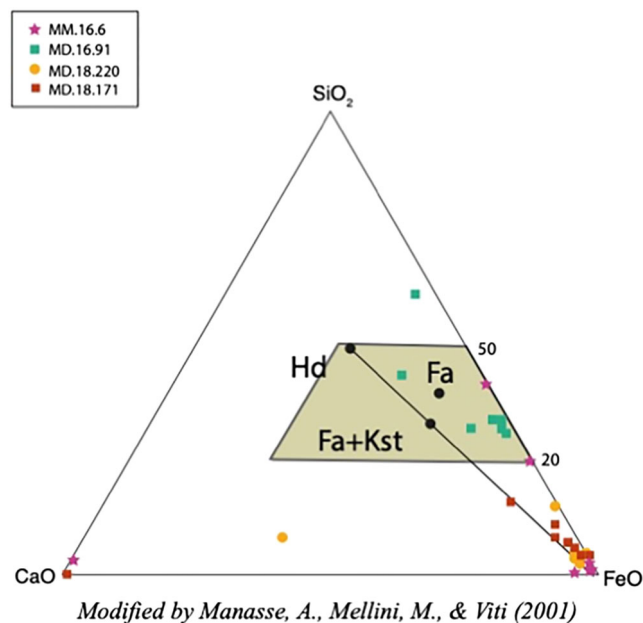 MM.16.6
MD.16.91
MD.18.220
MD.18.171
SiO₂
50
Hd
Fa
Fa+Kst
20
CaO
FeO
Modified by Manasse, A., Mellini, M., & Viti (2001)